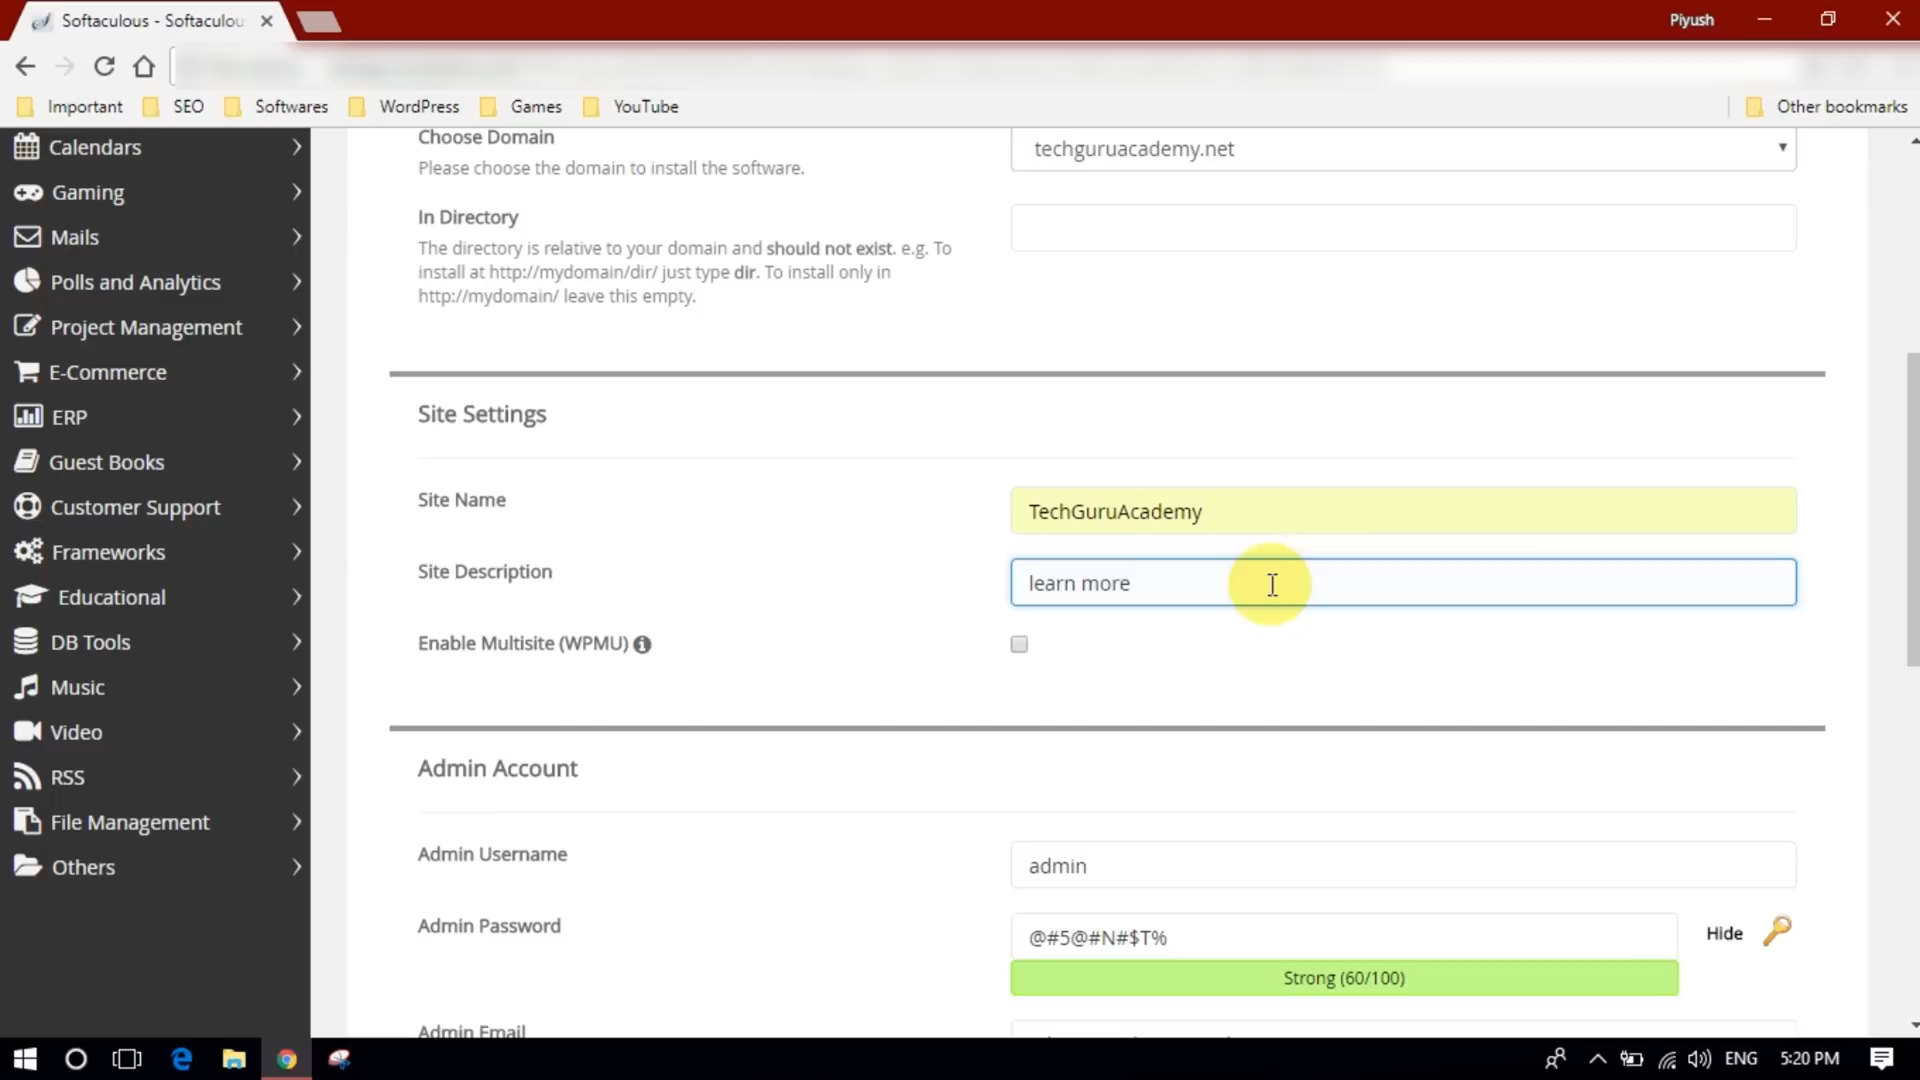 Softaculous - Softaculou
Piyush
Important
SEO
Softwares
WordPress
Games
YouTube
Other bookmarks
Calendars
Gaming
Mails
Polls and Analytics
Project Management
E-Commerce
ERP
Guest Books
Customer Support
Frameworks
Educational
DB Tools
Music
Video
RSS
File Management
Others
Choose Domain
Please choose the domain to install the software.
techguruacademy.net
In Directory
The directory is relative to your domain and should not exist. e.g. To
install at http://mydomain/dir/ just type dir. To install only in
http://mydomain/ leave this empty.
Site Settings
Site Name
TechGuruAcademy
Site Description
learn more
Enable Multisite (WPMU)
Admin Account
Admin Username
admin
Admin Password
@#5@#N#$T%
Hide
Strong (60/100)
Admin Email
ENG
5:20 PM